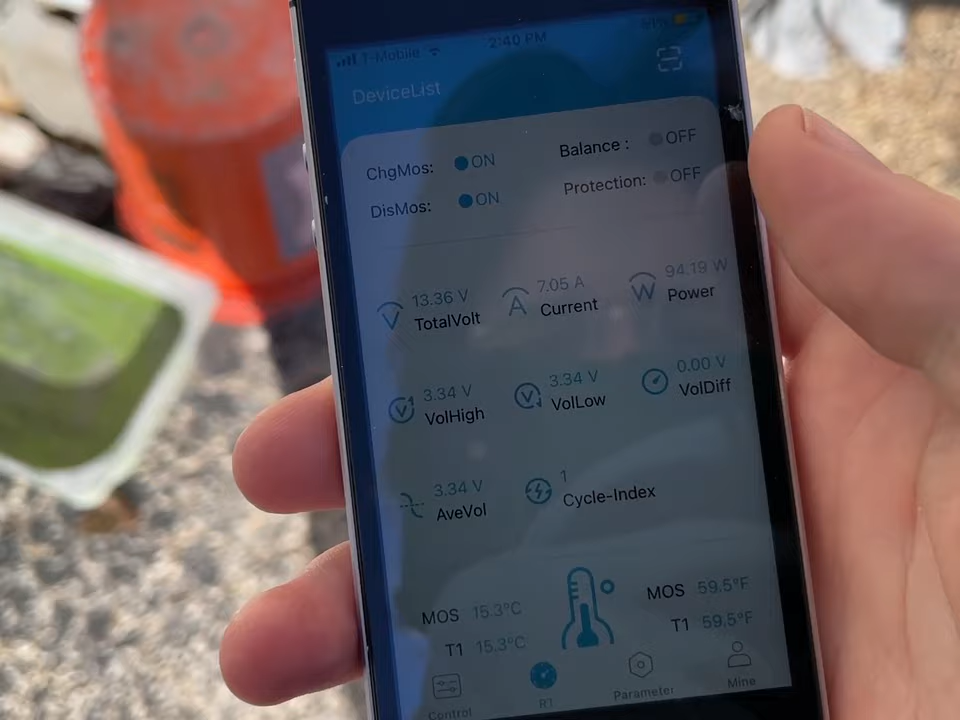 T-Mobile 2:40 PM
DeviceList
ChgMos: ON Balance : OFF
DisMos: ON Protection: OFF
13.36 V 7.05 A 94.19 W
TotalVolt Current Power
3.34 V 3.34 V 0.00 V
VolHigh VolLow VolDiff
3.34 V 1
AveVol Cycle-Index
MOS 15.3°C MOS 59.5°F
T1 15.3°C T1 59.5°F
Control RT Parameter Mine